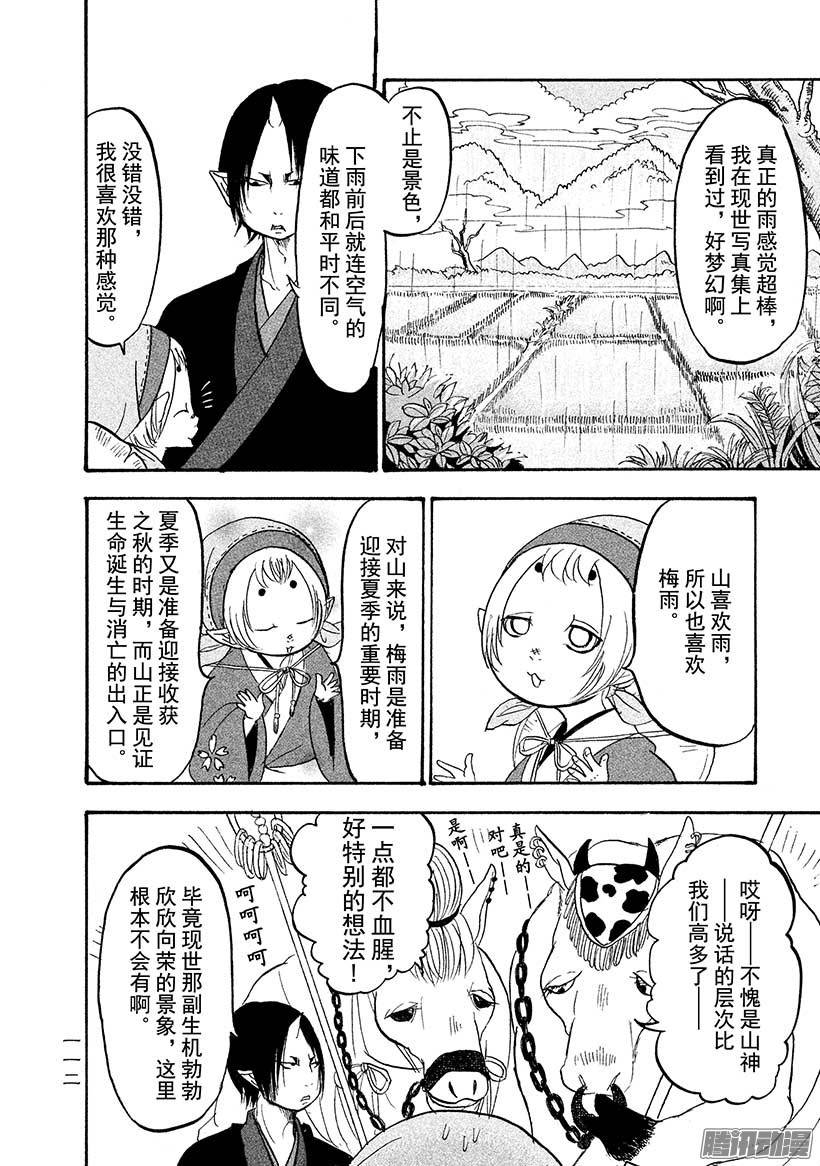 真正的雨感觉超棒，
我在现世写真集上
看到过，好梦幻啊。
不止是景色，
下雨前后就连空气的
味道都和平时不同。
没错没错，
我很喜欢那种感觉。
山喜欢雨，
所以也喜欢
梅雨。
对山来说，梅雨是准备
迎接夏季的重要时期，
夏季又是准备迎接收获
之秋的时期，而山正是见证
生命诞生与消亡的出入口。
哎呀——不愧是山神
——说话的层次比
我们高多了——
真是的
对吧
是啊
一点都不血腥，
好特别的想法！
呵呵呵呵
毕竟现世那副生机勃勃
欣欣向荣的景象，这里
根本不会有啊。
一一二
腾讯动漫